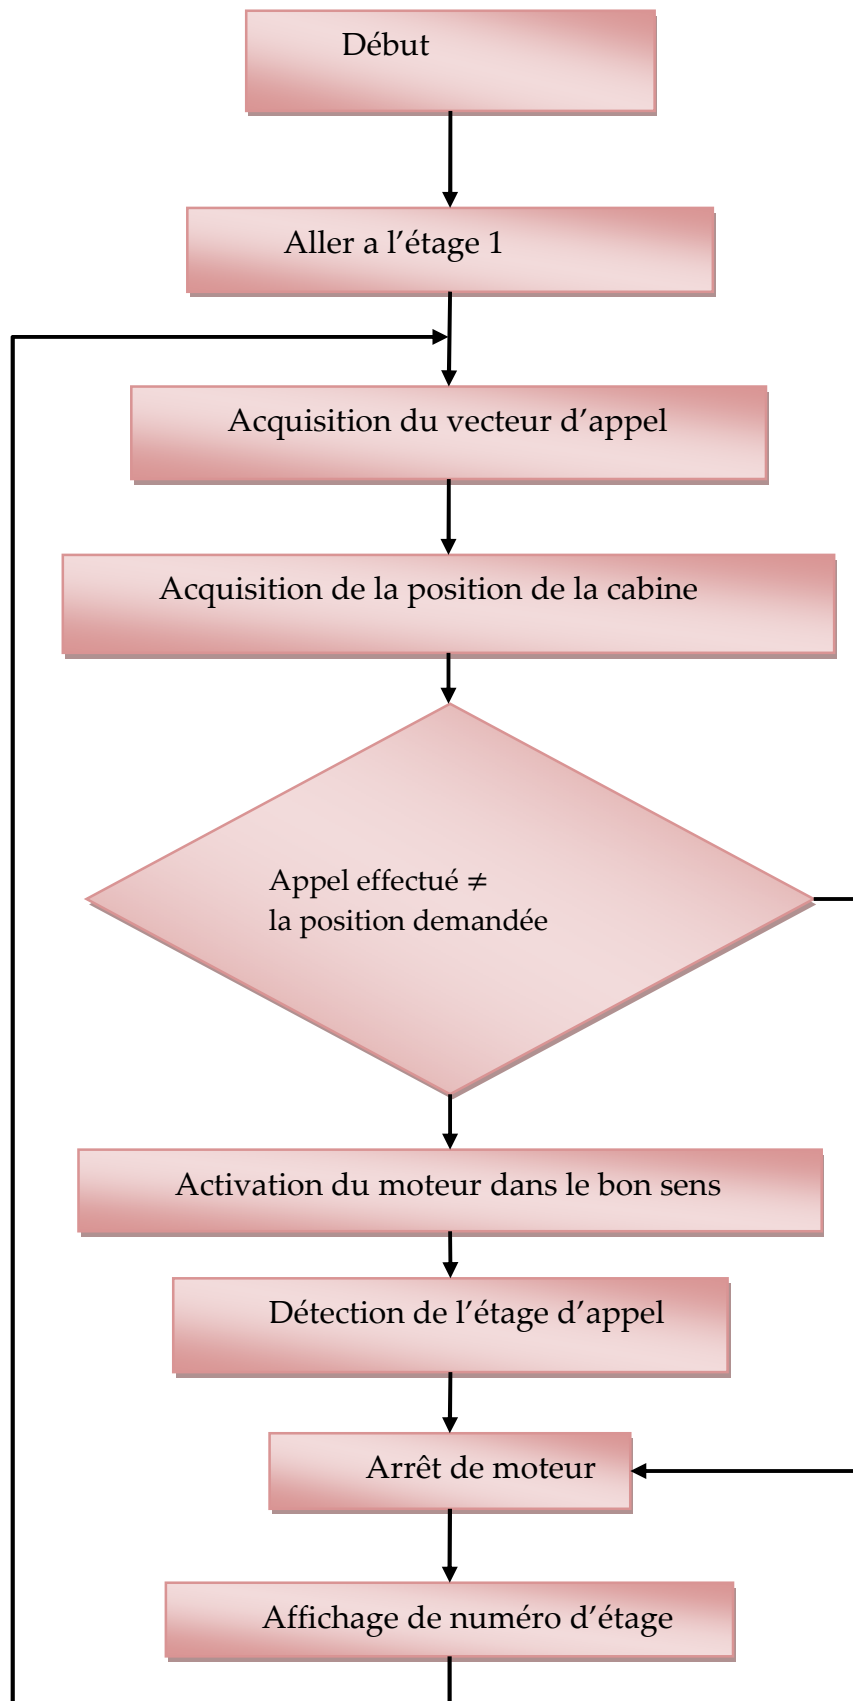 Début
Aller a l’étage 1
Acquisition du vecteur d’appel
Acquisition de la position de la cabine
Appel effectué ≠
la position demandée
Activation du moteur dans le bon sens
Détection de l’étage d’appel
Arrêt de moteur
Affichage de numéro d’étage